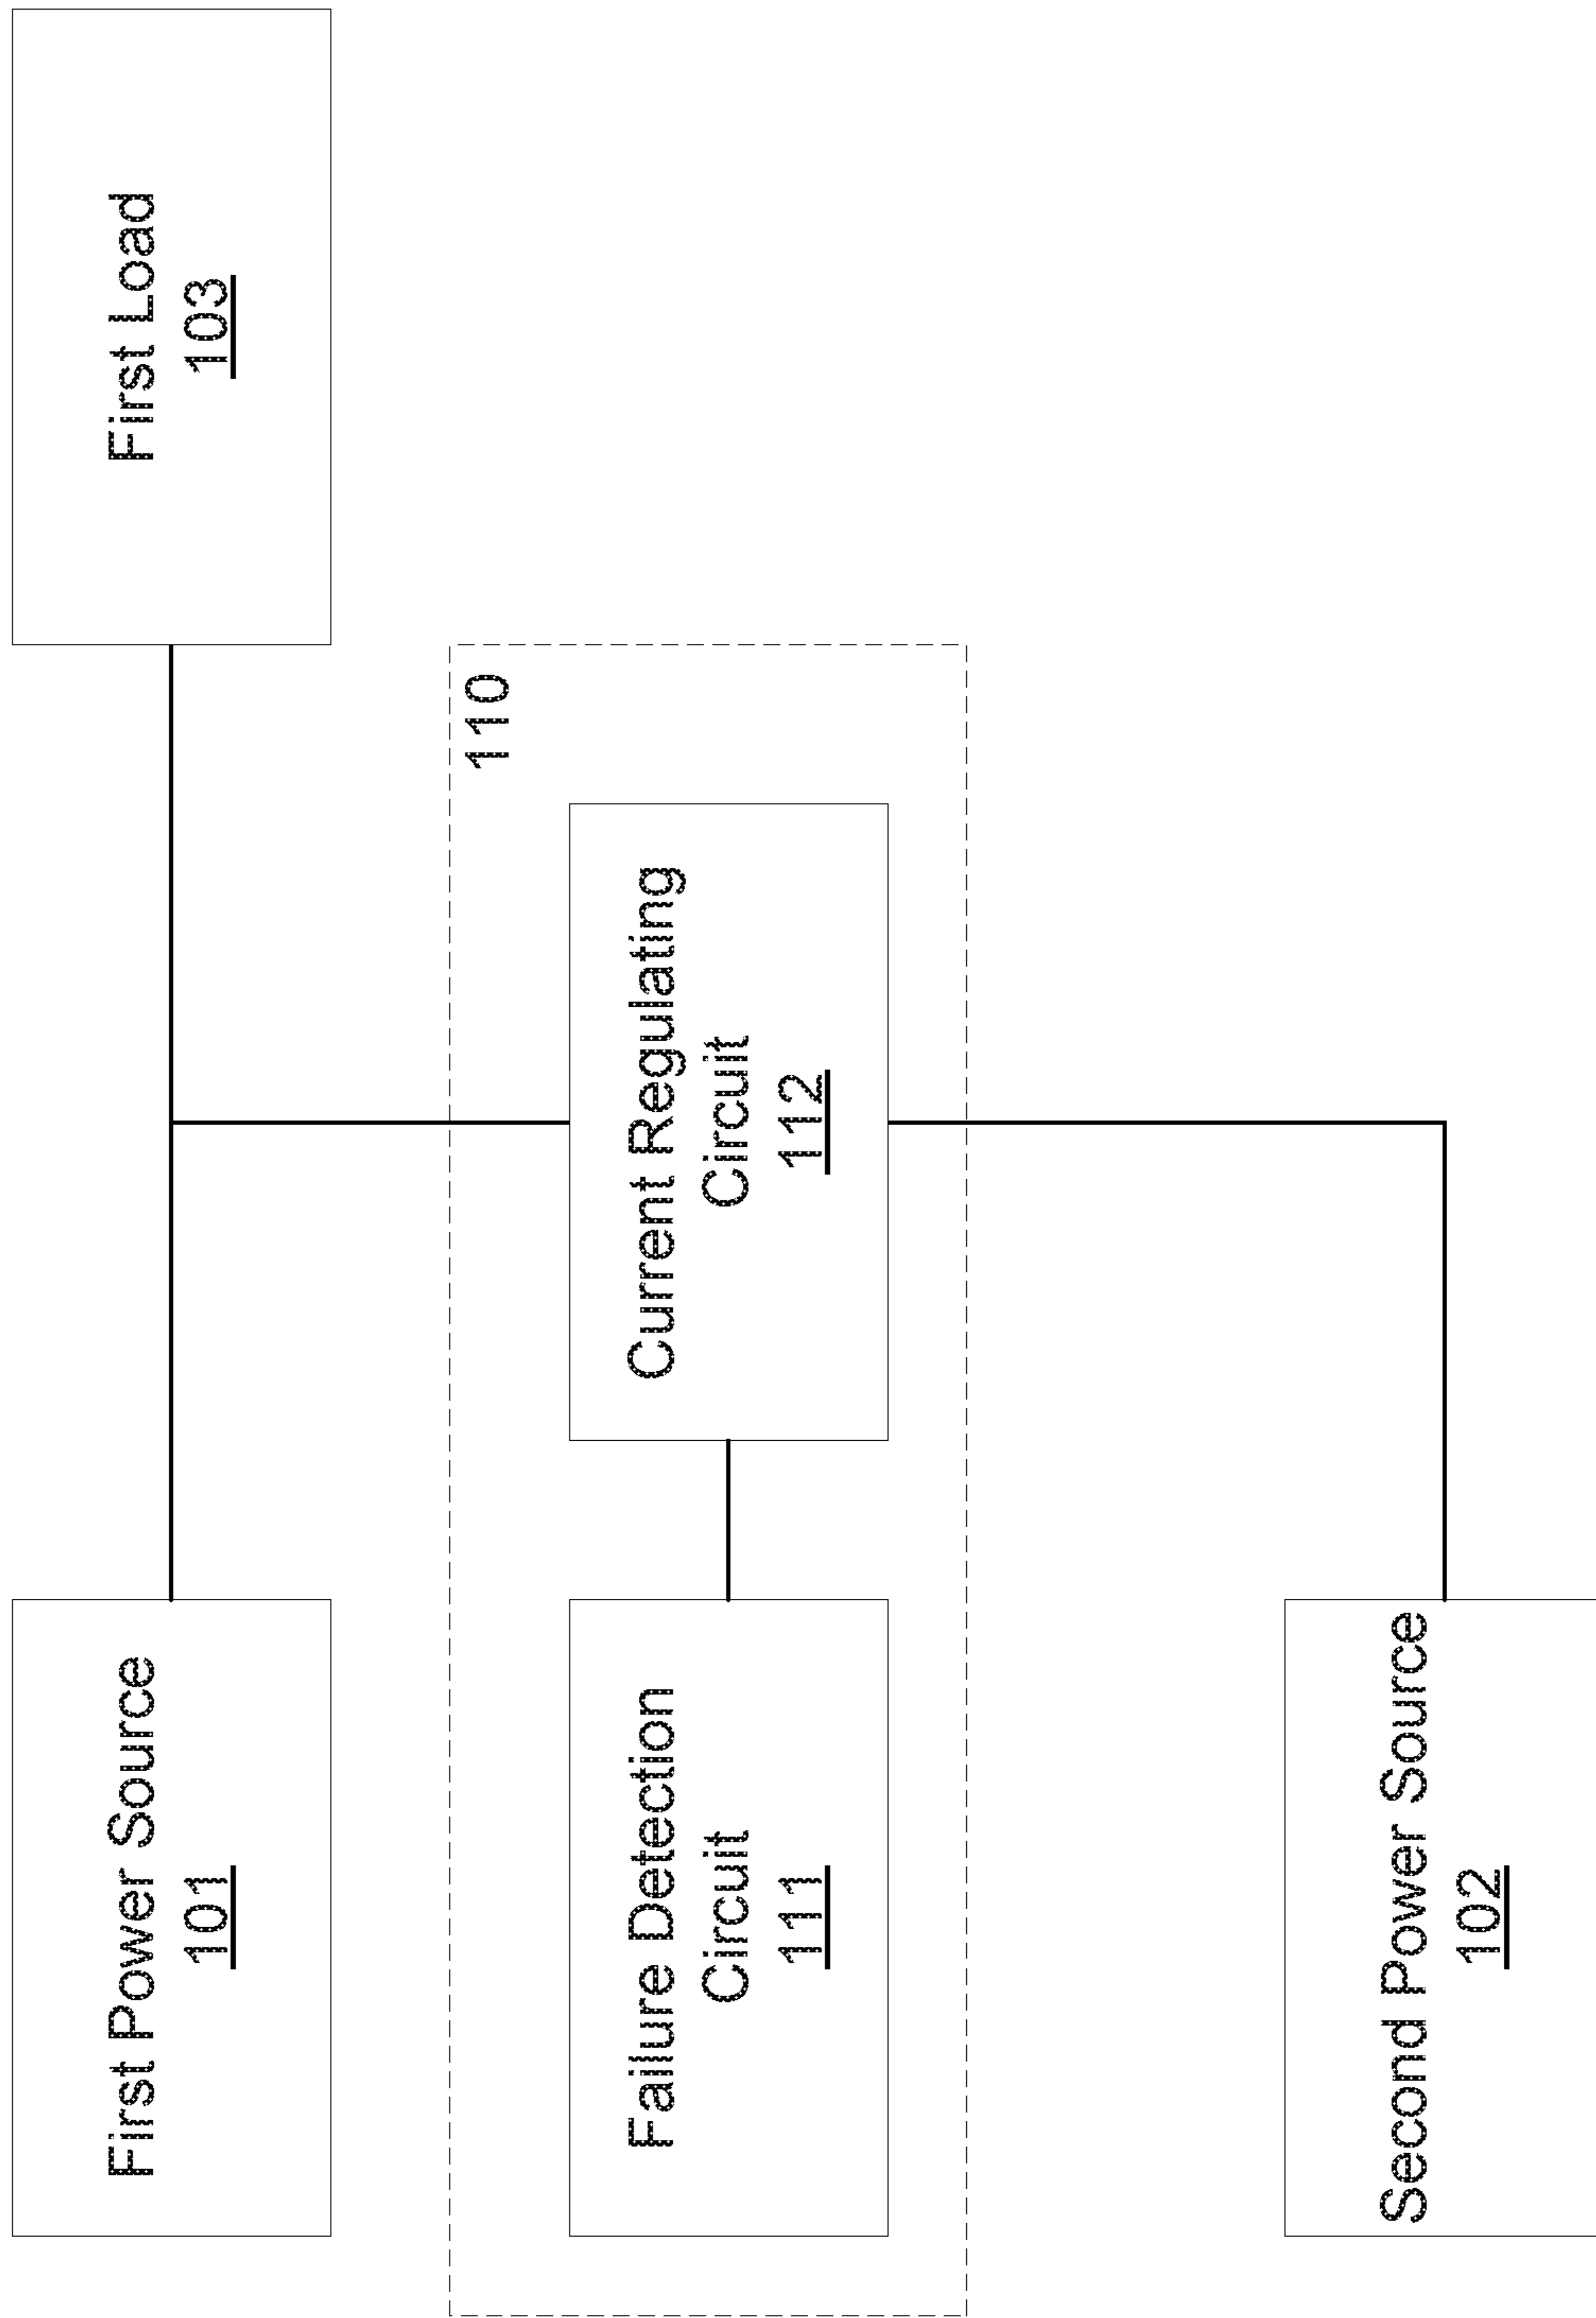 First Power Source
101
First Load
103
110
Failure Detection
Circuit
111
Current Regulating
Circuit
112
Second Power Source
102